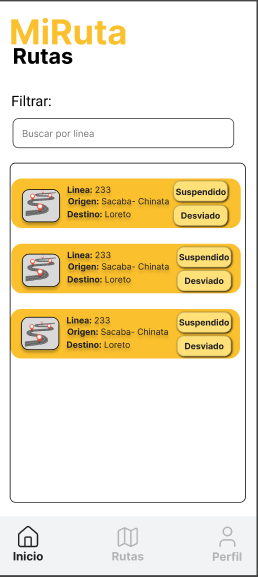 MiRuta
Rutas
Filtrar:
Buscar por linea
Linea: 233
Origen: Sacaba- Chinata
Destino: Loreto
Suspendido
Desviado
Linea: 233
Origen: Sacaba- Chinata
Destino: Loreto
Suspendido
Desviado
Linea: 233
Origen: Sacaba- Chinata
Destino: Loreto
Suspendido
Desviado
Inicio
Rutas
Perfil